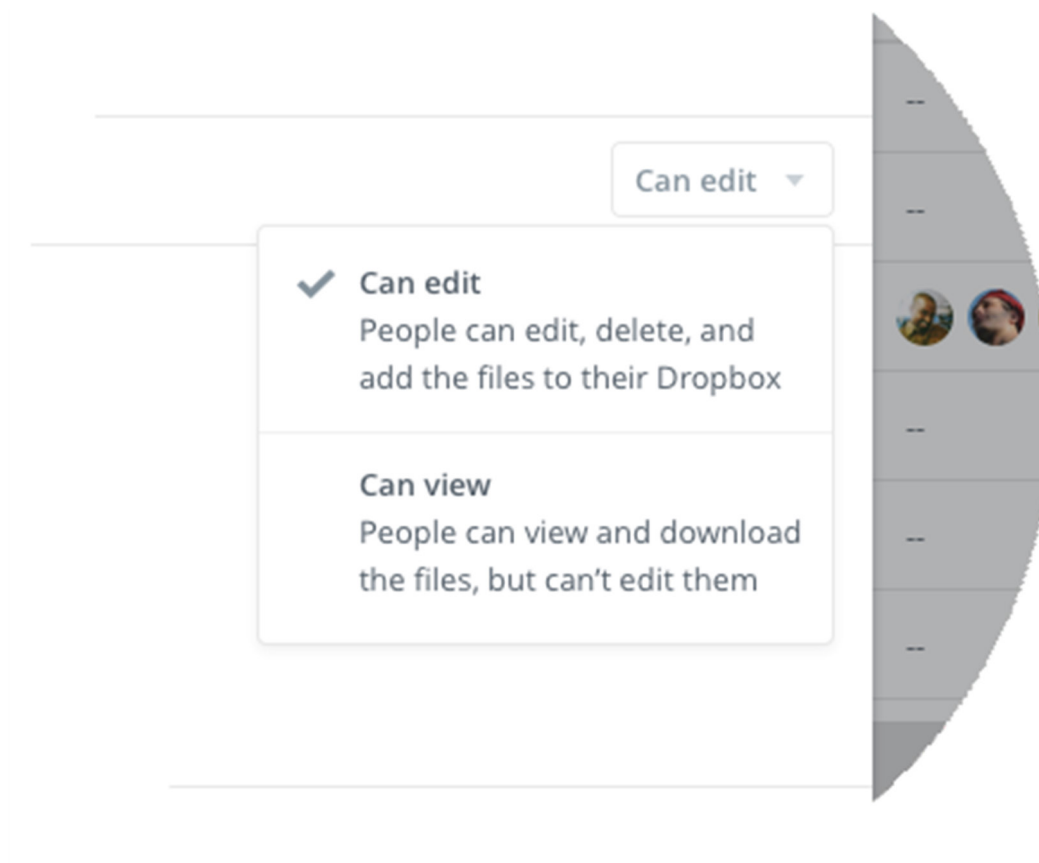 --
Can edit
--
Can edit
People can edit, delete, and
add the files to their Dropbox
--
Can view
People can view and download
--
the files, but can’t edit them
--